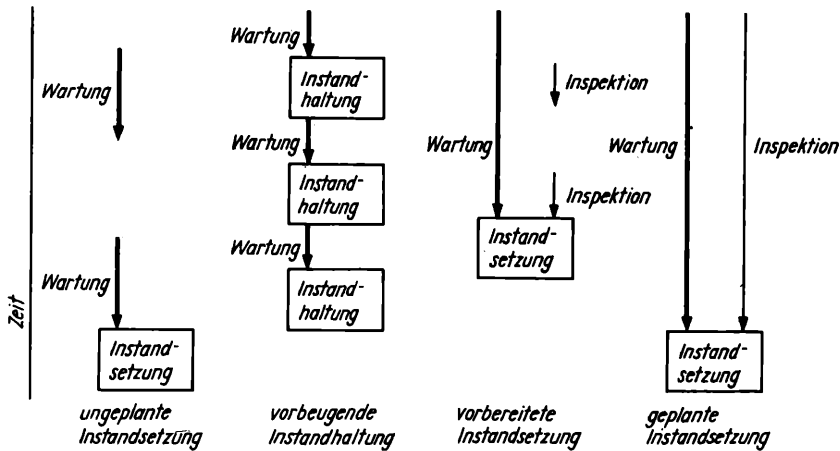 Zeit
Wartung
Wartung
Instand-
setzung
ungeplante
Instandsetzung
Wartung
Instand-
haltung
Wartung
Instand-
haltung
Wartung
Instand-
haltung
vorbeugende
Instandhaltung
Wartung
Inspektion
Inspektion
Instand-
setzung
vorbereitete
Instandsetzung
Wartung
Inspektion
Instand-
setzung
geplante
Instandsetzung